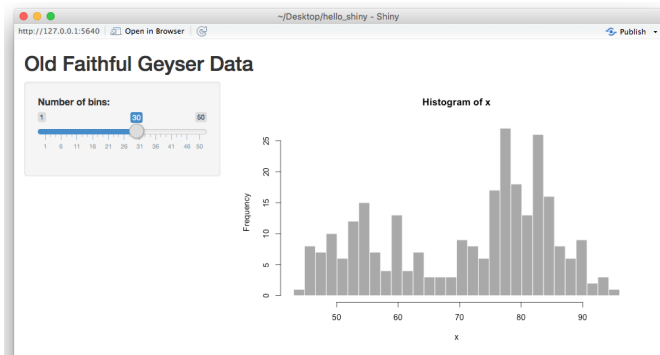 ~/Desktop/hello_shiny - Shiny
http://127.0.0.1:5640 Open in Browser Publish
Old Faithful Geyser Data
Number of bins:
1 30 50
1 6 11 16 21 26 31 36 41 46 50
Histogram of x
Frequency
25
20
15
10
5
0
50 60 70 80 90
x